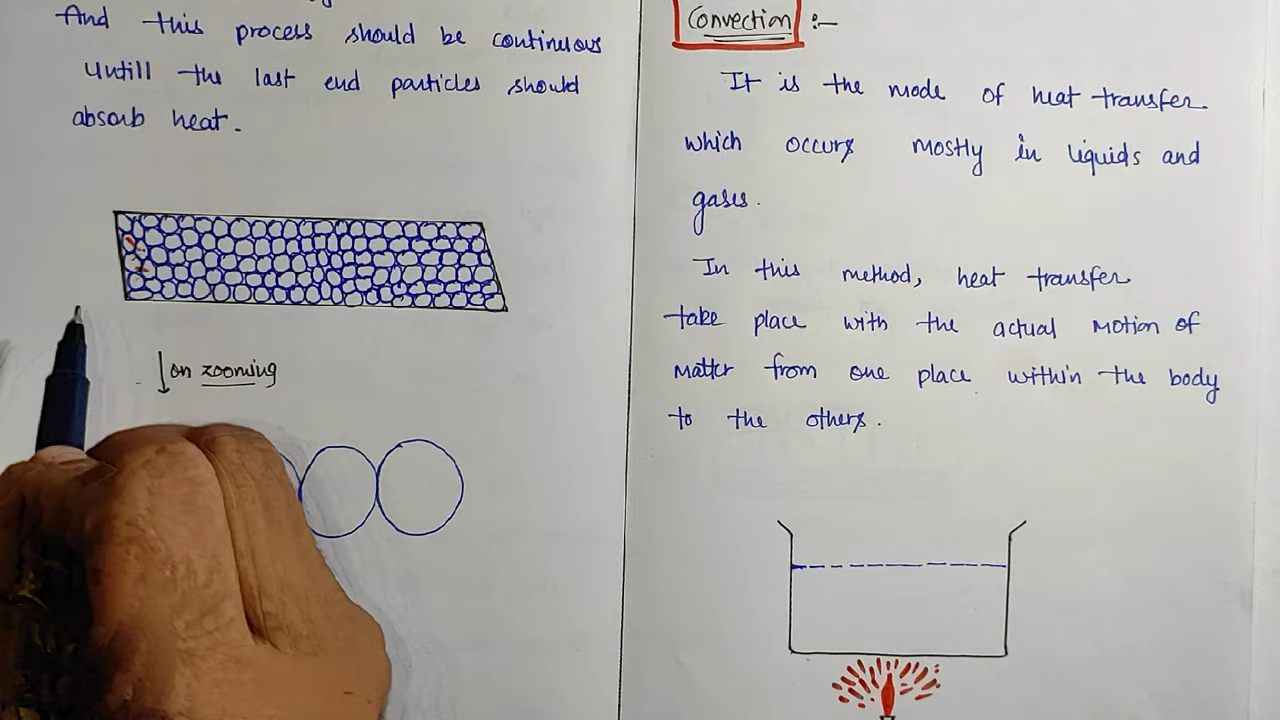 And this process should be continuous
Untill the last end particles should
absorb heat.
on zooming
Convection :-
It is the mode of heat transfer
which occurs mostly in liquids and
gases.
In this method, heat transfer
take place with the actual motion of
matter from one place within the body
to the others.